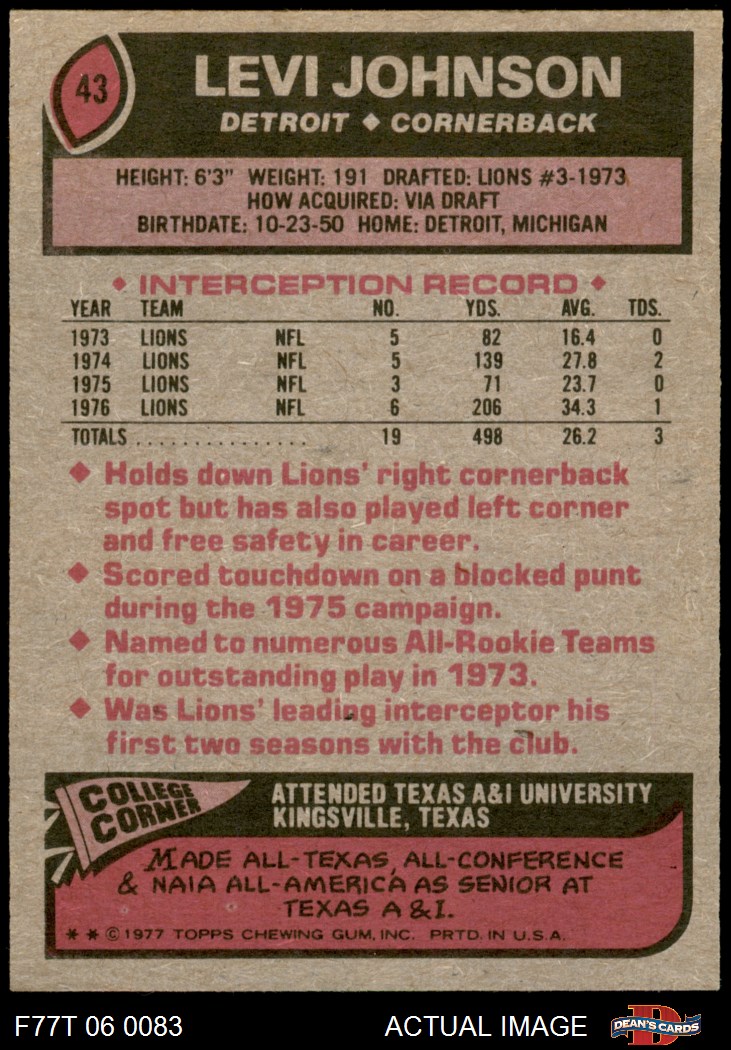 43
LEVI JOHNSON
DETROIT ◆ CORNERBACK
HEIGHT: 6'3" WEIGHT: 191 DRAFTED: LIONS #3-1973
HOW ACQUIRED: VIA DRAFT
BIRTHDATE: 10-23-50 HOME: DETROIT, MICHIGAN
◆ INTERCEPTION RECORD ◆
YEAR TEAM NO. YDS. AVG. TDS.
1973 LIONS NFL 5 82 16.4 0
1974 LIONS NFL 5 139 27.8 2
1975 LIONS NFL 3 71 23.7 0
1976 LIONS NFL 6 206 34.3 1
TOTALS ................ 19 498 26.2 3
◆ Holds down Lions' right cornerback
spot but has also played left corner
and free safety in career.
◆ Scored touchdown on a blocked punt
during the 1975 campaign.
◆ Named to numerous All-Rookie Teams
for outstanding play in 1973.
◆ Was Lions' leading interceptor his
first two seasons with the club.
COLLEGE
CORNER
ATTENDED TEXAS A&I UNIVERSITY
KINGSVILLE, TEXAS
MADE ALL-TEXAS, ALL-CONFERENCE
& NAIA ALL-AMERICA AS SENIOR AT
TEXAS A&I.
** © 1977 TOPPS CHEWING GUM, INC. PRTD. IN U.S.A.
F77T 06 0083 ACTUAL IMAGE
D
DEAN'S CARDS